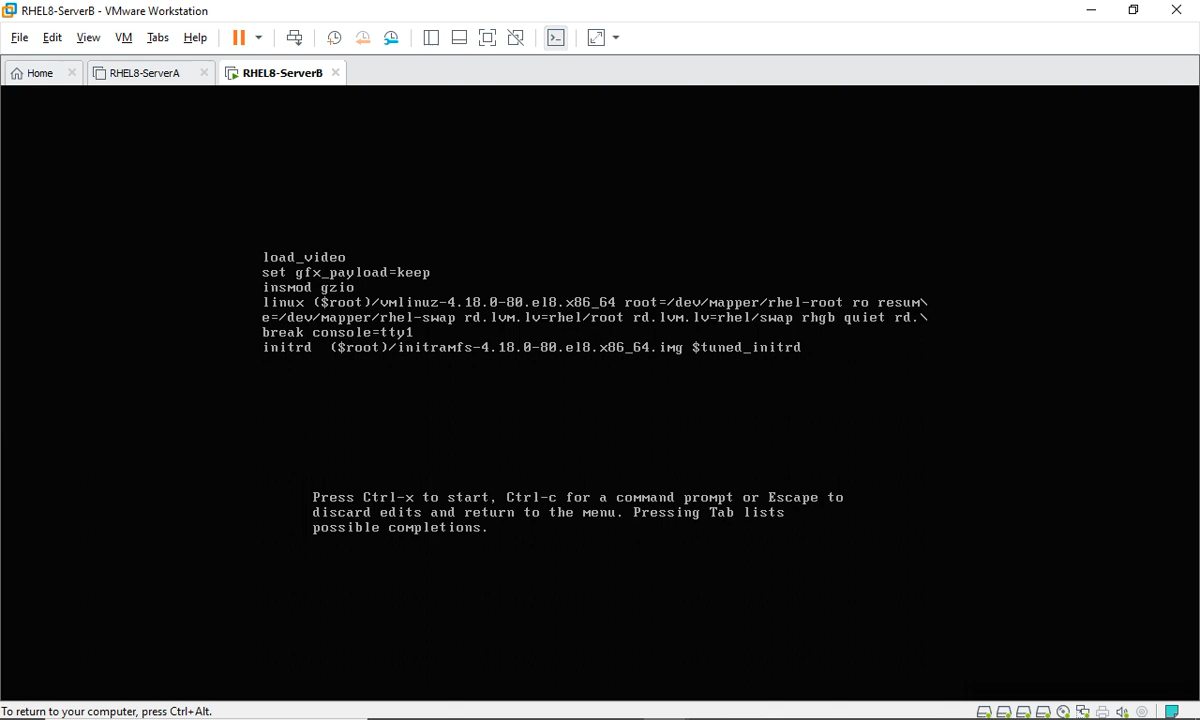 RHEL8-ServerB - VMware Workstation
File Edit View VM Tabs Help
Home RHEL8-ServerA RHEL8-ServerB
load_video
set gfx_payload=keep
insmod gzio
linux ($root)/vmlinuz-4.18.0-80.el8.x86_64 root=/dev/mapper/rhel-root ro resum\
e=/dev/mapper/rhel-swap rd.lvm.lv=rhel/root rd.lvm.lv=rhel/swap rhgb quiet rd.\
break console=tty1
initrd  ($root)/initramfs-4.18.0-80.el8.x86_64.img $tuned_initrd
Press Ctrl-x to start, Ctrl-c for a command prompt or Escape to
discard edits and return to the menu. Pressing Tab lists
possible completions.
To return to your computer, press Ctrl+Alt.